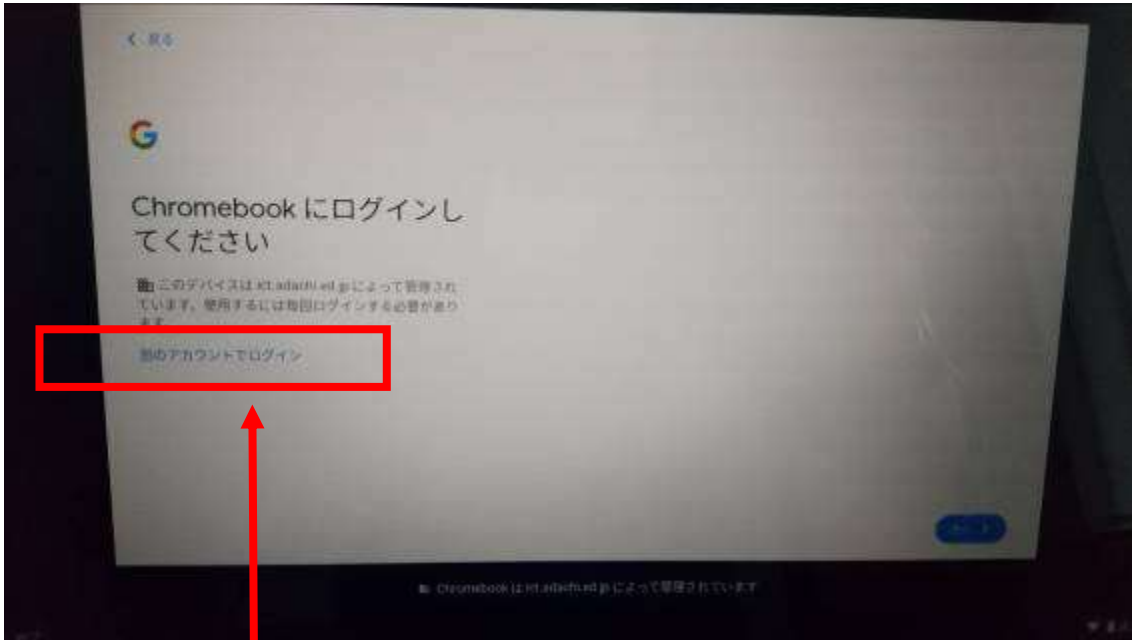 戻る
Chromebook にログインし
てください
このデバイスは ict.adachi.ed.jp によって管理され
ています。使用するには毎回ログインする必要があり
ます。
別のアカウントでログイン
Chromebook は ict.adachi.ed.jp によって管理されています